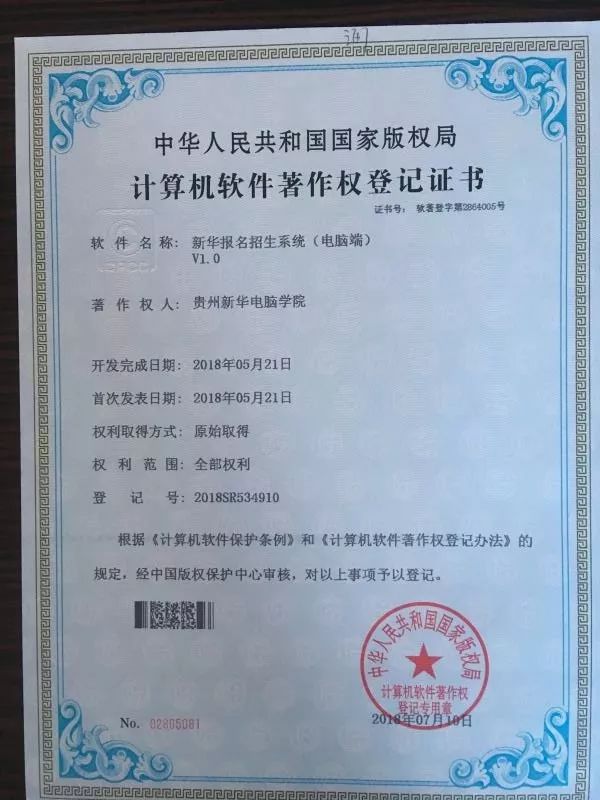 中华人民共和国国家版权局
计算机软件著作权登记证书
证书号： 软著登字第2864005号
软件名称： 新华报名招生系统（电脑端）
V1.0
著作权人： 贵州新华电脑学院
开发完成日期： 2018年05月21日
首次发表日期： 2018年05月21日
权利取得方式： 原始取得
权利范围： 全部权利
登记号： 2018SR534910
根据《计算机软件保护条例》和《计算机软件著作权登记办法》的
规定，经中国版权保护中心审核，对以上事项予以登记。
中华人民共和国国家版权局
计算机软件著作权
登记专用章
No. 02805081
2018年07月10日